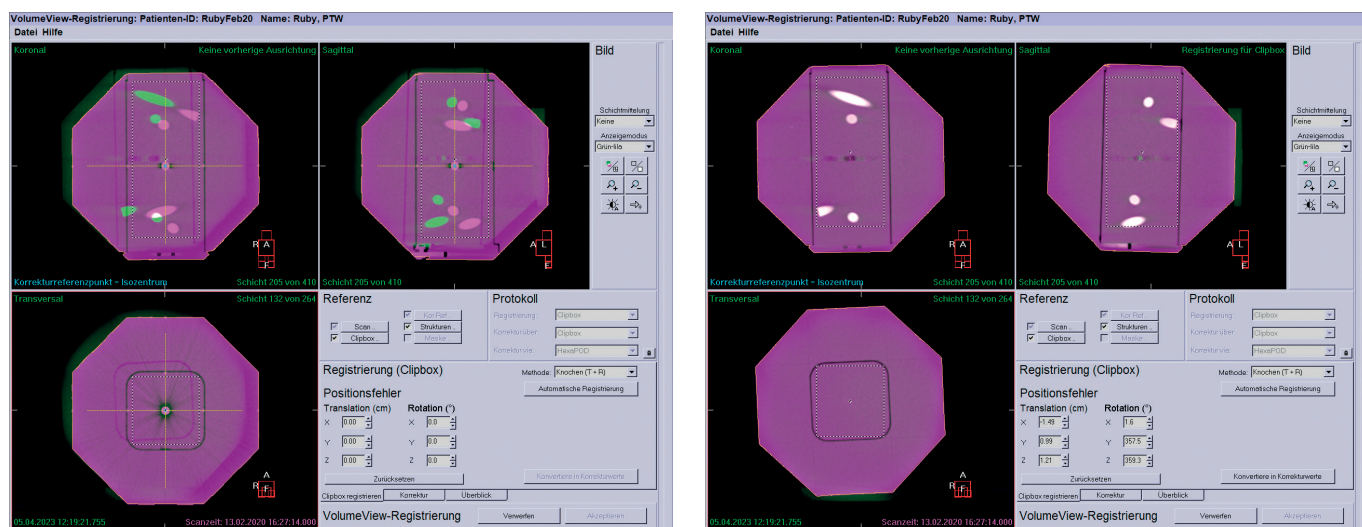 VolumeView-Registrierung: Patienten-ID: RubyFeb20 Name: Ruby, PTW
Datei Hilfe
Koronal
Keine vorherige Ausrichtung
Sagittal
Bild
Schichtmittelung
Keine
Anzeigemodus
Grün-lila
R A
F
A L
F
Korrekturreferenzpunkt = Isozentrum
Schicht 205 von 410
Schicht 205 von 410
Transversal
Schicht 132 von 264
Referenz
Protokoll
Kor Ref...
Scan...
Strukturen...
Clipbox...
Maske...
Registrierung:
Clipbox
Korrektur über:
Clipbox
Korrektur via:
HexaPOD
Registrierung (Clipbox)
Methode: Knochen (T + R)
Automatische Registrierung
Positionsfehler
Translation (cm) Rotation (°)
X 0.00 X 0.0
Y 0.00 Y 0.0
Z 0.00 Z 0.0
Zurücksetzen
Konvertiere in Korrekturwerte
A
R F
Clipbox registrieren Korrektur Überblick
05.04.2023 12:19:21.755
Scanzeit: 13.02.2020 16:27:14.000
VolumeView-Registrierung
Verwerfen
Akzeptieren
VolumeView-Registrierung: Patienten-ID: RubyFeb20 Name: Ruby, PTW
Datei Hilfe
Koronal
Keine vorherige Ausrichtung
Sagittal
Registrierung für Clipbox
Bild
Schichtmittelung
Keine
Anzeigemodus
Grün-lila
R A
F
A L
F
Korrekturreferenzpunkt = Isozentrum
Schicht 205 von 410
Schicht 205 von 410
Transversal
Schicht 132 von 264
Referenz
Protokoll
Kor Ref...
Scan...
Strukturen...
Clipbox...
Maske...
Registrierung:
Clipbox
Korrektur über:
Clipbox
Korrektur via:
HexaPOD
Registrierung (Clipbox)
Methode: Knochen (T + R)
Automatische Registrierung
Positionsfehler
Translation (cm) Rotation (°)
X -1.49 X 1.6
Y 0.99 Y 357.5
Z 1.21 Z 359.3
Zurücksetzen
Konvertiere in Korrekturwerte
A
R F
Clipbox registrieren Korrektur Überblick
05.04.2023 12:19:21.755
Scanzeit: 13.02.2020 16:27:14.000
VolumeView-Registrierung
Verwerfen
Akzeptieren